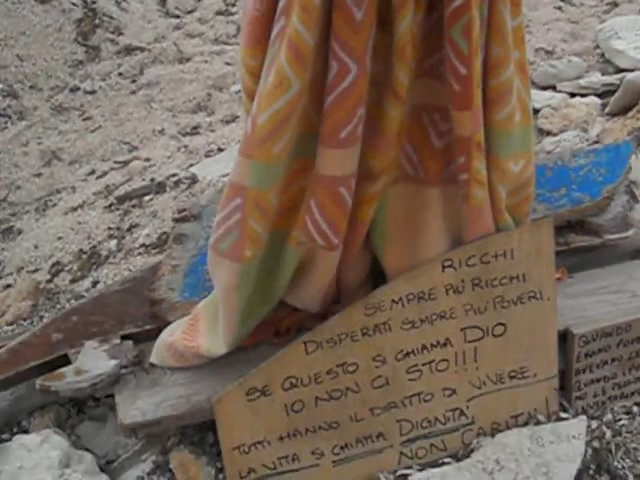 RICCHI
SEMPRE PIÙ RICCHI
DISPERATI SEMPRE PIÙ POVERI.
SE QUESTO SI CHIAMA DIO
IO NON CI STO!!!
TUTTI HANNO IL DIRITTO DI VIVERE.
LA VITA SI CHIAMA DIGNITA'
NON CARITA'
QUANDO